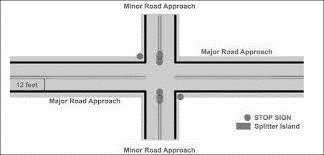 Minor Road Approach
Major Road Approach
12 feet
Major Road Approach
STOP SIGN
Splitter Island
Minor Road Approach